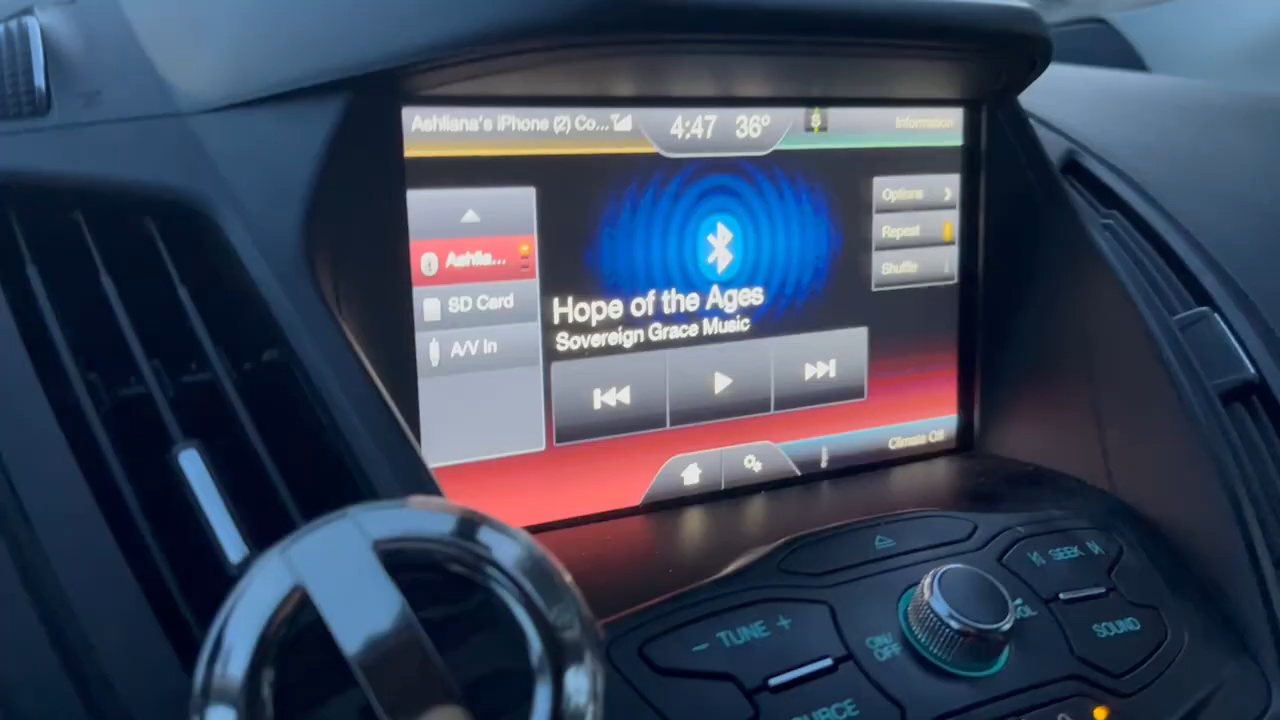 Ashliana's iPhone (2) Co...
4:47 36°
$
Information
Ashlia...
SD Card
A/V In
Options
Repeat
Shuffle
Hope of the Ages
Sovereign Grace Music
Climate Off
SEEK
− TUNE +
ON/
OFF
VOL
SOUND
SOURCE